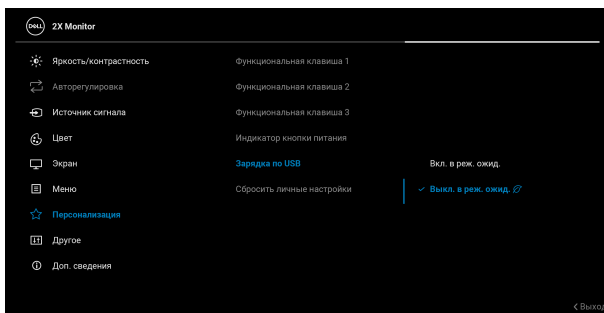 DELL 2X Monitor
Яркость/контрастность Функциональная клавиша 1
Авторегулировка Функциональная клавиша 2
Источник сигнала Функциональная клавиша 3
Цвет Индикатор кнопки питания
Экран Зарядка по USB Вкл. в реж. ожид.
Меню Сбросить личные настройки Выкл. в реж. ожид.
Персонализация
Другое
Доп. сведения
Выход